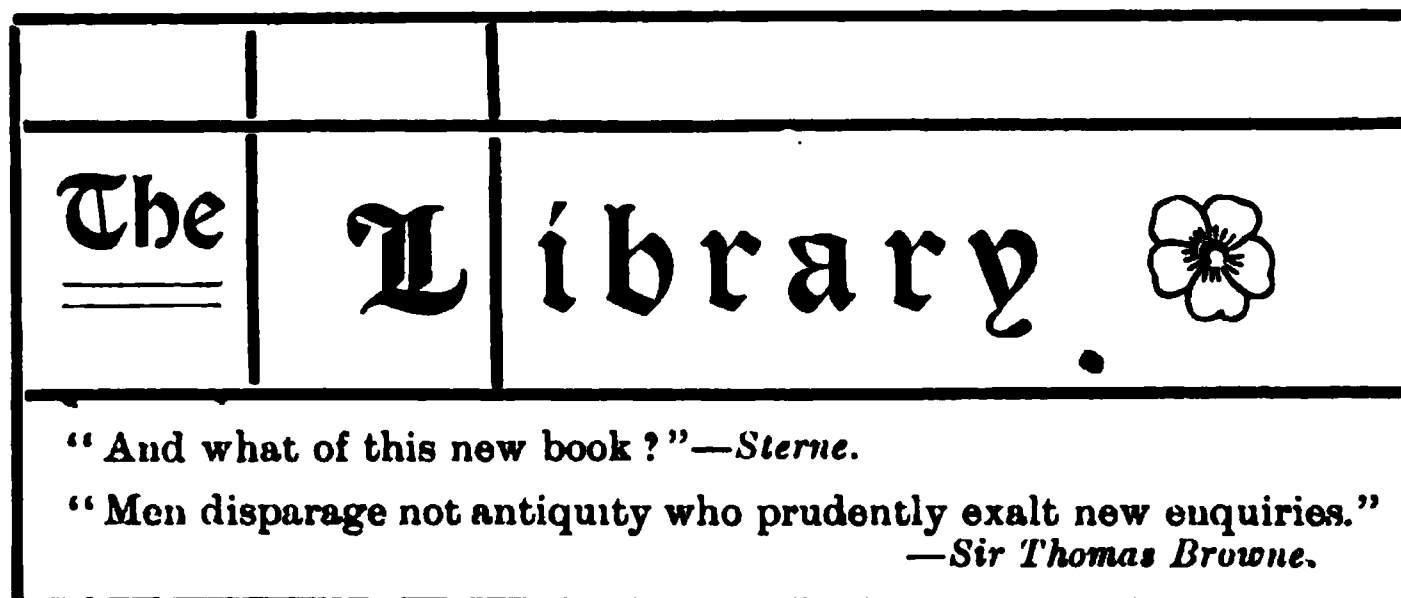 The Library.
“And what of this new book?”—Sterne.
“Men disparage not antiquity who prudently exalt new enquiries.”
—Sir Thomas Browne.